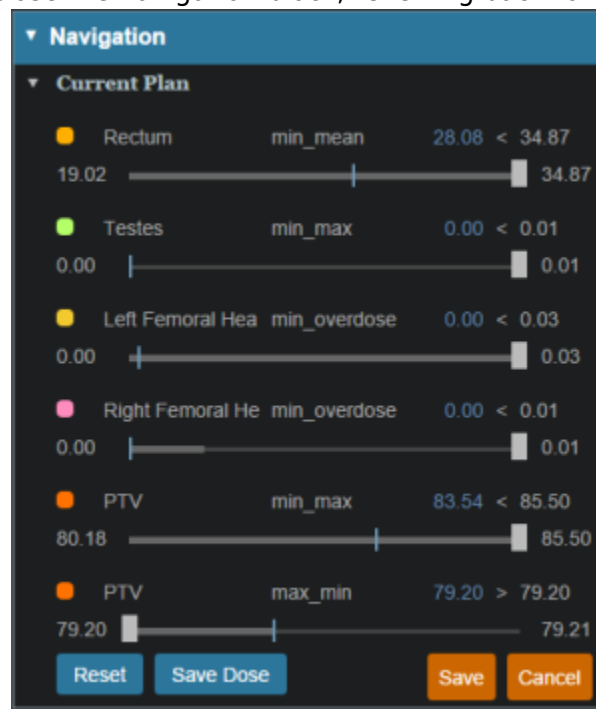 Navigation
Current Plan
Rectum min_mean 28.08 < 34.87
19.02 34.87
Testes min_max 0.00 < 0.01
0.00 0.01
Left Femoral Hea min_overdose 0.00 < 0.03
0.00 0.03
Right Femoral He min_overdose 0.00 < 0.01
0.00 0.01
PTV min_max 83.54 < 85.50
80.18 85.50
PTV max_min 79.20 > 79.20
79.20 79.21
Reset Save Dose Save Cancel